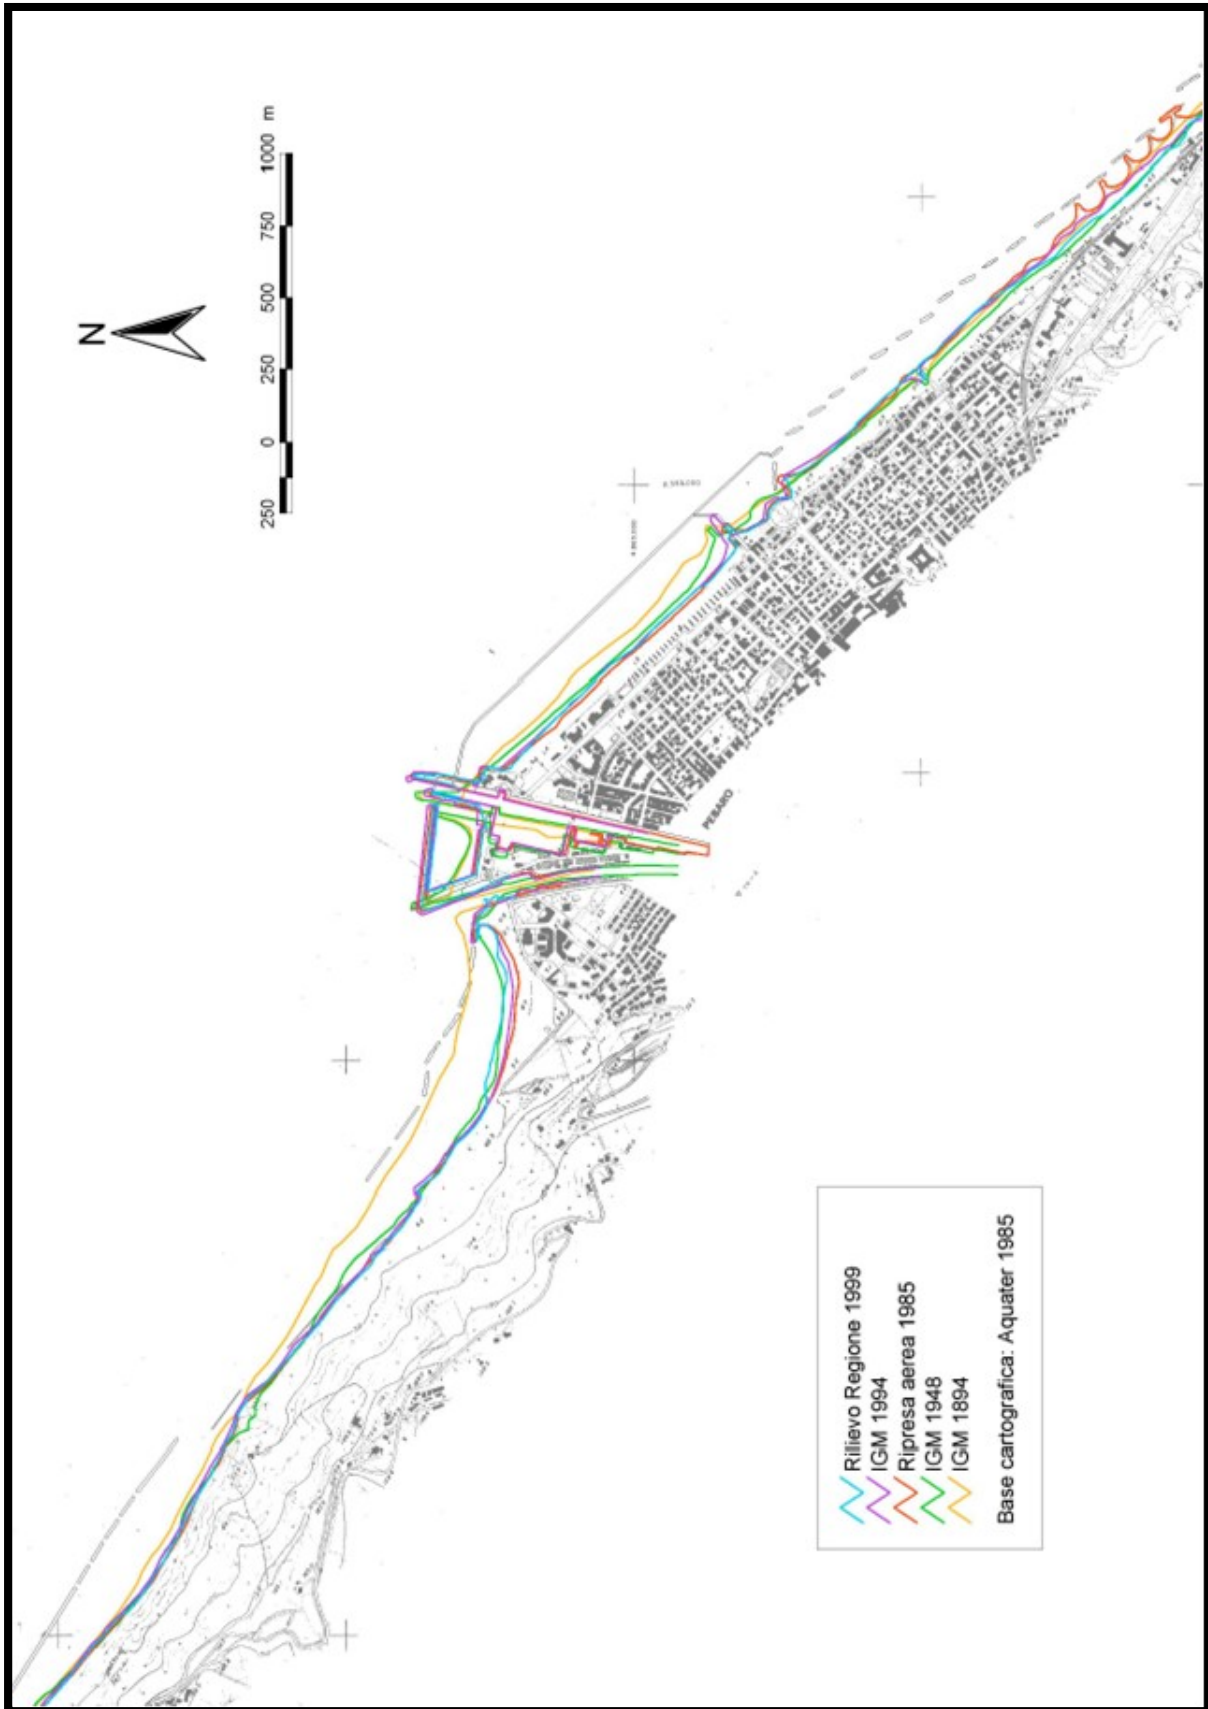 N
250 0 250 500 750 1000 m
PESARO
Rilievo Regione 1999
IGM 1994
Ripresa aerea 1985
IGM 1948
IGM 1894
Base cartografica: Aquater 1985